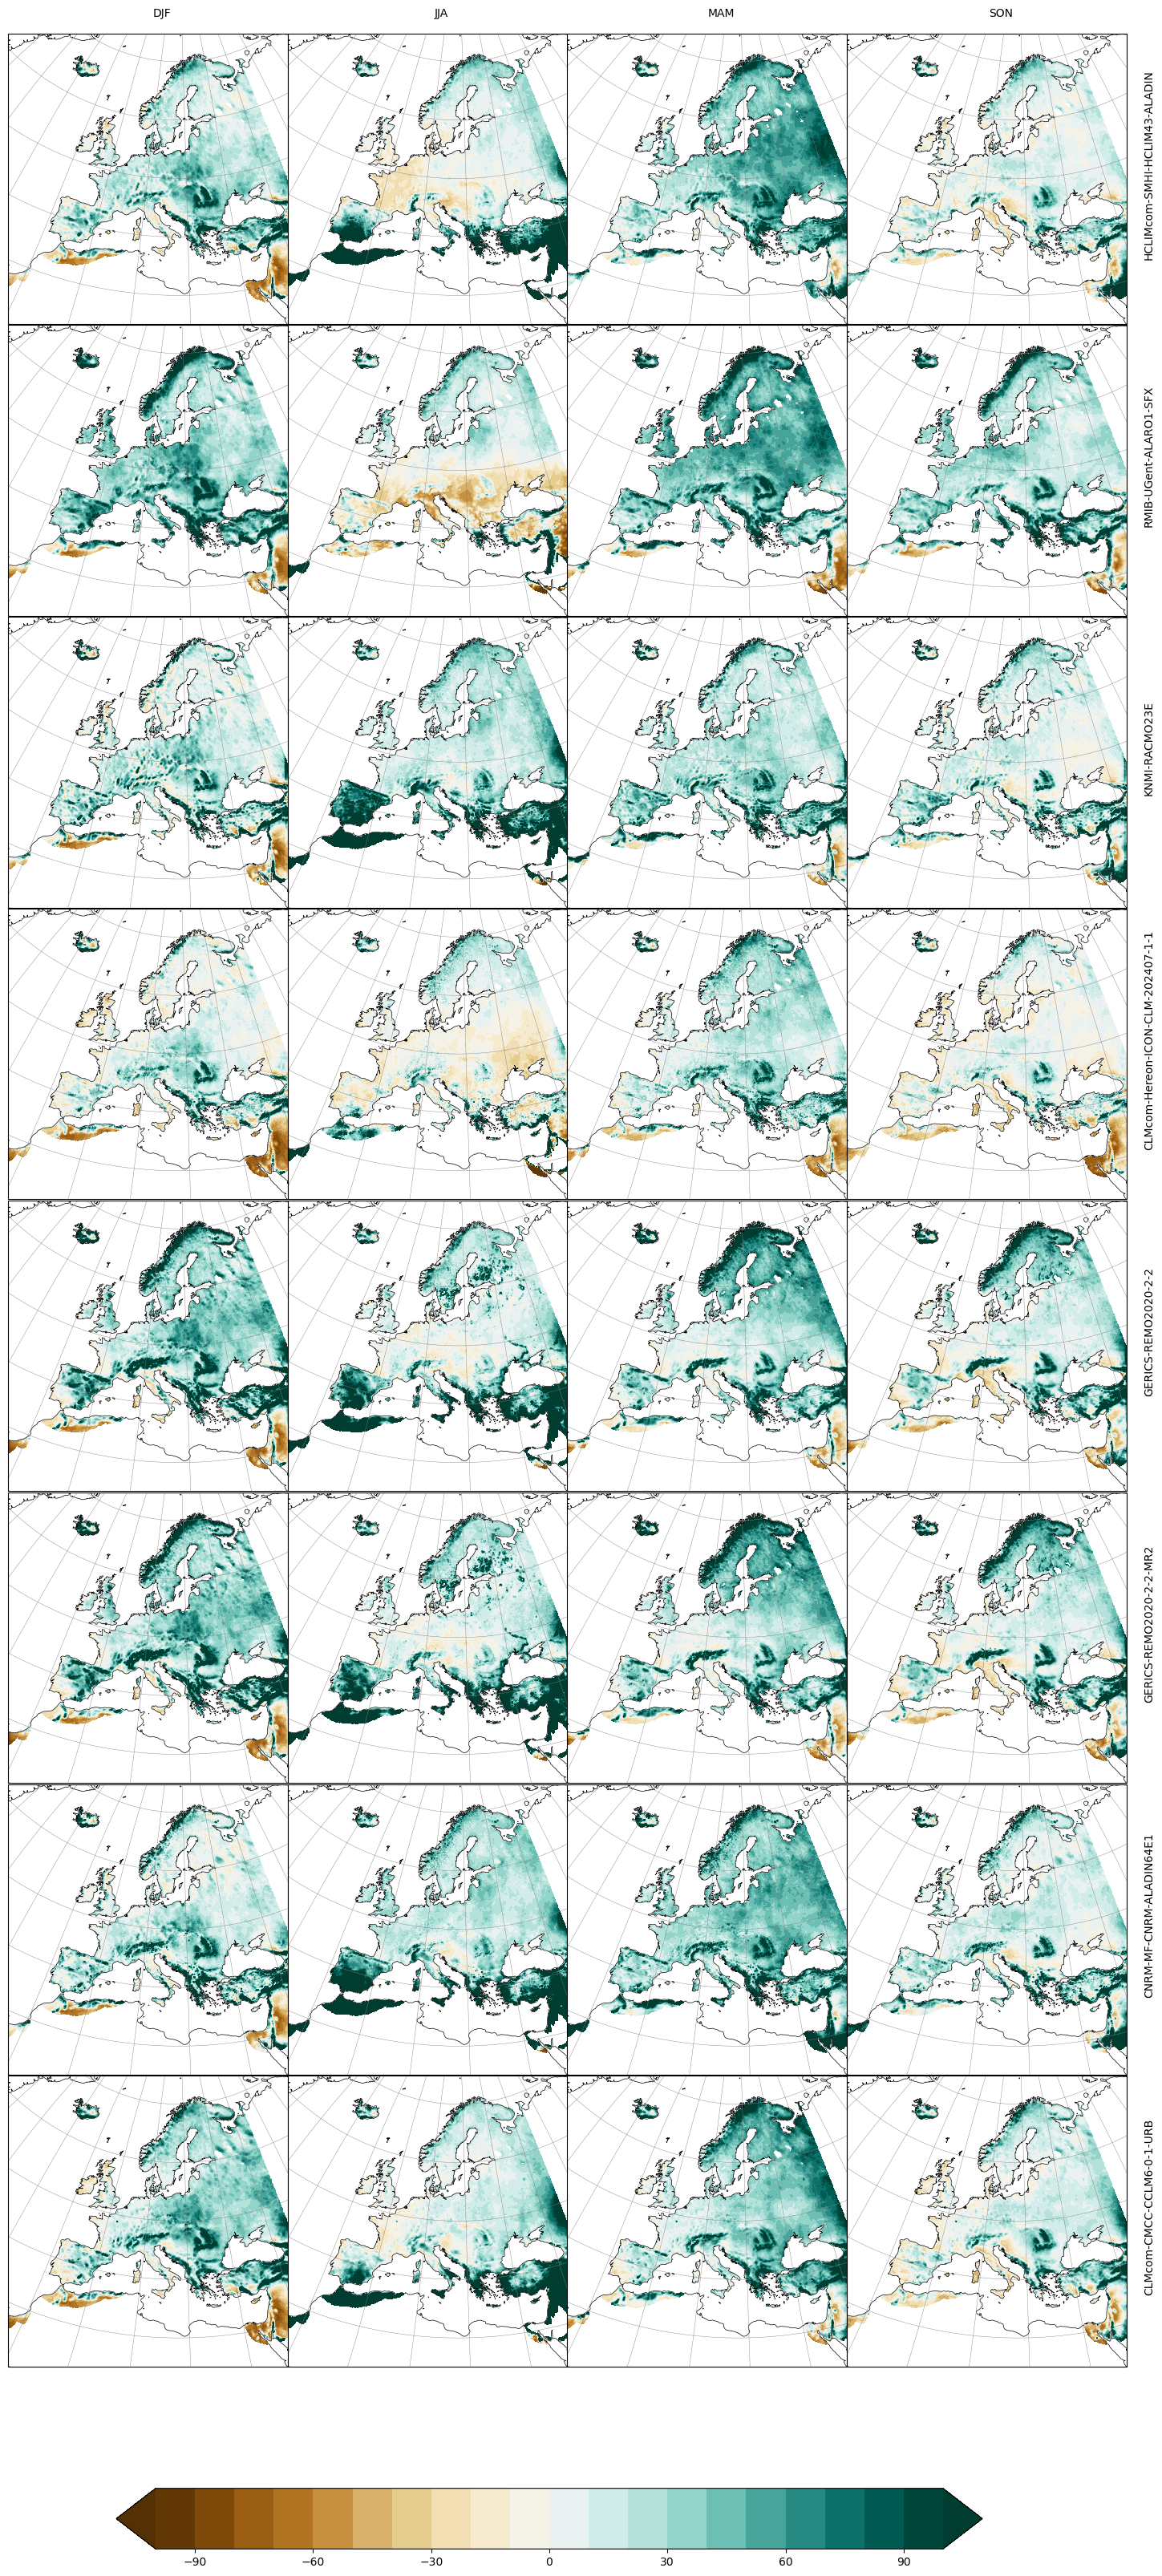 DJF JJA MAM SON
HCLIMcom-SMHI-HCLIM43-ALADIN
RMIB-UGent-ALARO1-SFX
KNMI-RACMO23E
CLMcom-Hereon-ICON-CLM-202407-1-1
GERICS-REMO2020-2-2
GERICS-REMO2020-2-2-MR2
CNRM-MF-CNRM-ALADIN64E1
CLMcom-CMCC-CCLM6-0-1-URB
−90 −60 −30 0 30 60 90